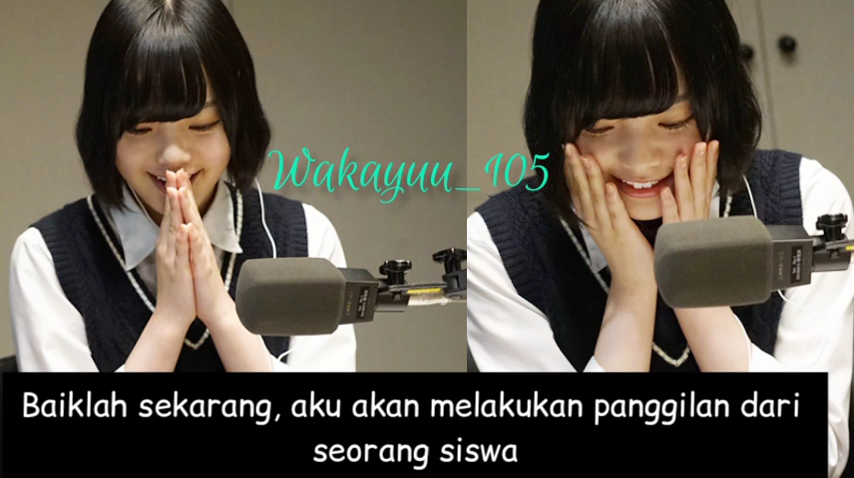 Wakayuu_105
Baiklah sekarang, aku akan melakukan panggilan dari
seorang siswa